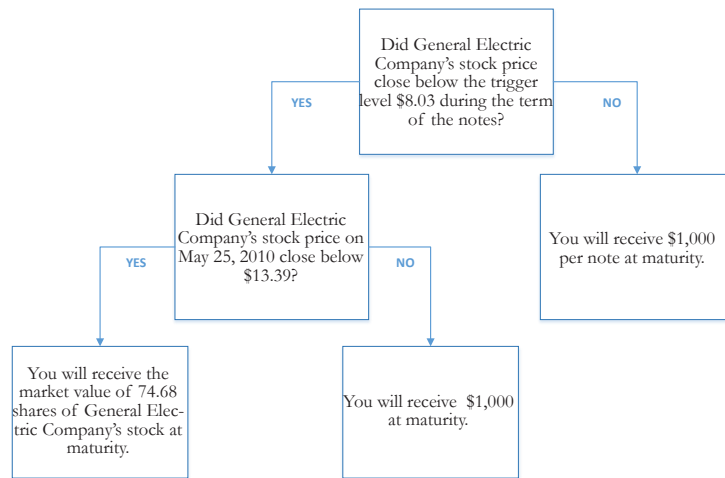 Did General Electric
Company's stock price
close below the trigger
level $8.03 during the term
of the notes?
YES
NO
Did General Electric
Company's stock price on
May 25, 2010 close below
$13.39?
You will receive $1,000
per note at maturity.
YES
NO
You will receive the
market value of 74.68
shares of General Elec-
tric Company's stock at
maturity.
You will receive $1,000
at maturity.